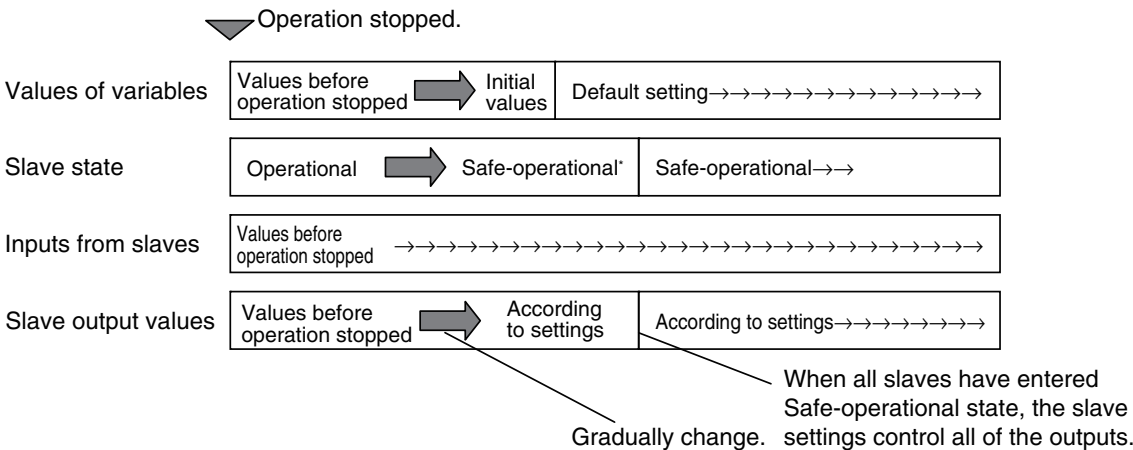 Operation stopped.
Values of variables
Values before
operation stopped
Initial
values
Default setting→→→→→→→→→→→→→
Slave state
Operational
Safe-operational*
Safe-operational→→
Inputs from slaves
Values before
operation stopped
→→→→→→→→→→→→→→→→→→→→→→→→→→→→
Slave output values
Values before
operation stopped
According
to settings
According to settings→→→→→→→
When all slaves have entered
Safe-operational state, the slave
settings control all of the outputs.
Gradually change.